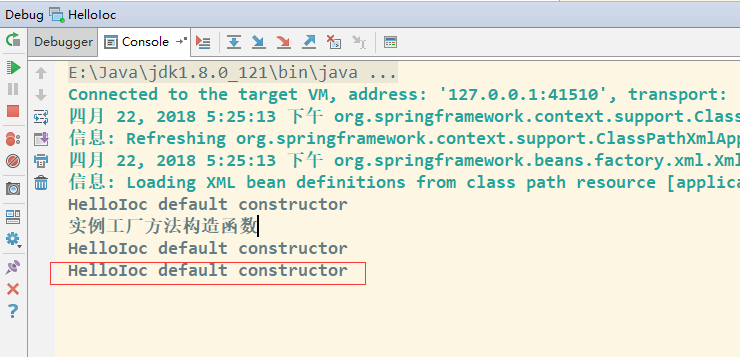 Debug HelloIoc
Debugger Console
E:\Java\jdk1.8.0_121\bin\java ...
Connected to the target VM, address: '127.0.0.1:41510', transport:
四月 22, 2018 5:25:13 下午 org.springframework.context.support.Class
信息: Refreshing org.springframework.context.support.ClassPathXmlApp
四月 22, 2018 5:25:13 下午 org.springframework.beans.factory.xml.Xml
信息: Loading XML bean definitions from class path resource [applica
HelloIoc default constructor
实例工厂方法构造函数
HelloIoc default constructor
HelloIoc default constructor